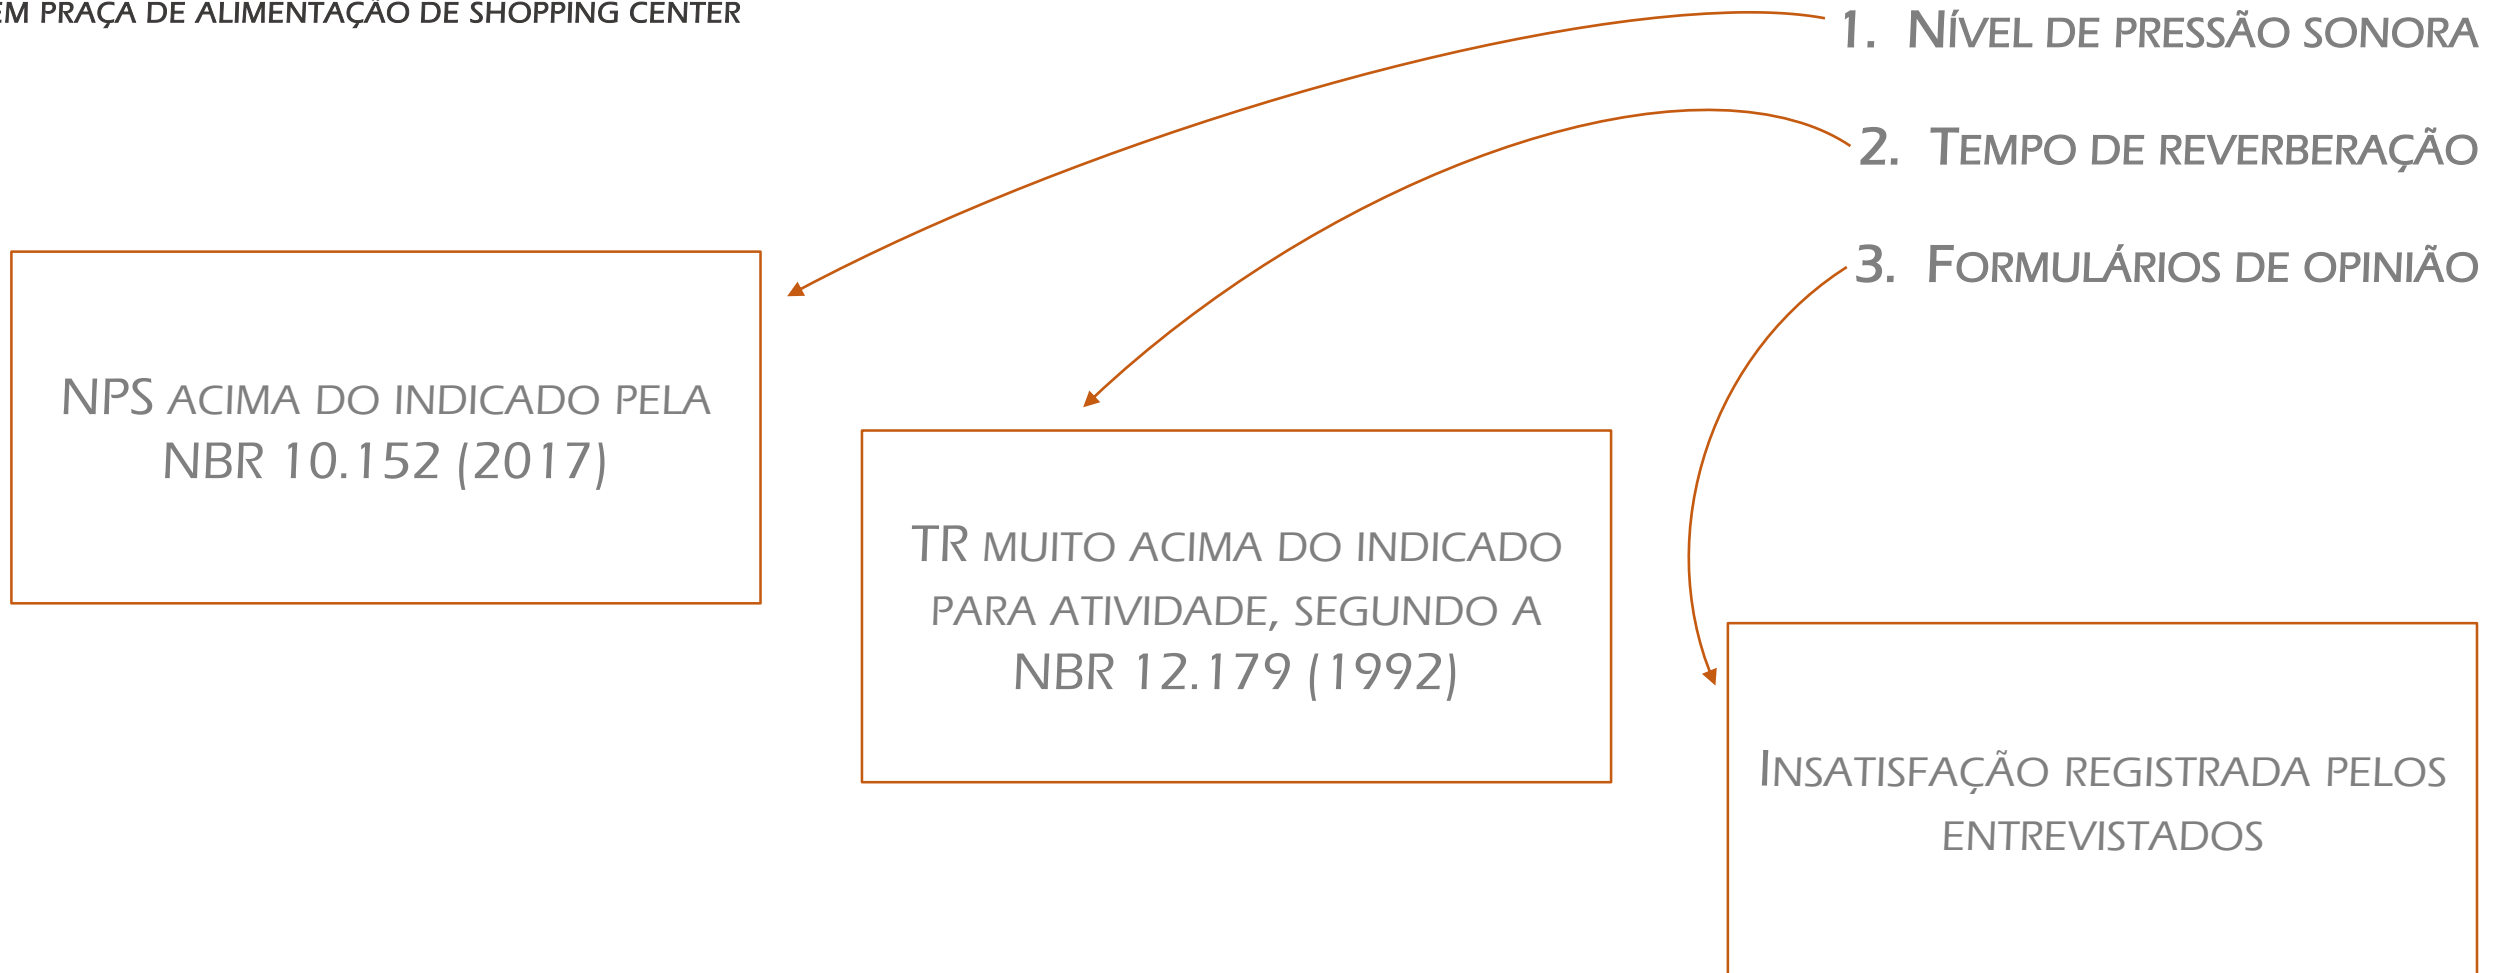 EM PRAÇA DE ALIMENTAÇÃO DE SHOPPING CENTER
1. NÍVEL DE PRESSÃO SONORA
2. TEMPO DE REVERBERAÇÃO
3. FORMULÁRIOS DE OPINIÃO
NPS ACIMA DO INDICADO PELA
NBR 10.152 (2017)
TR MUITO ACIMA DO INDICADO
PARA ATIVIDADE, SEGUNDO A
NBR 12.179 (1992)
INSATISFAÇÃO REGISTRADA PELOS
ENTREVISTADOS